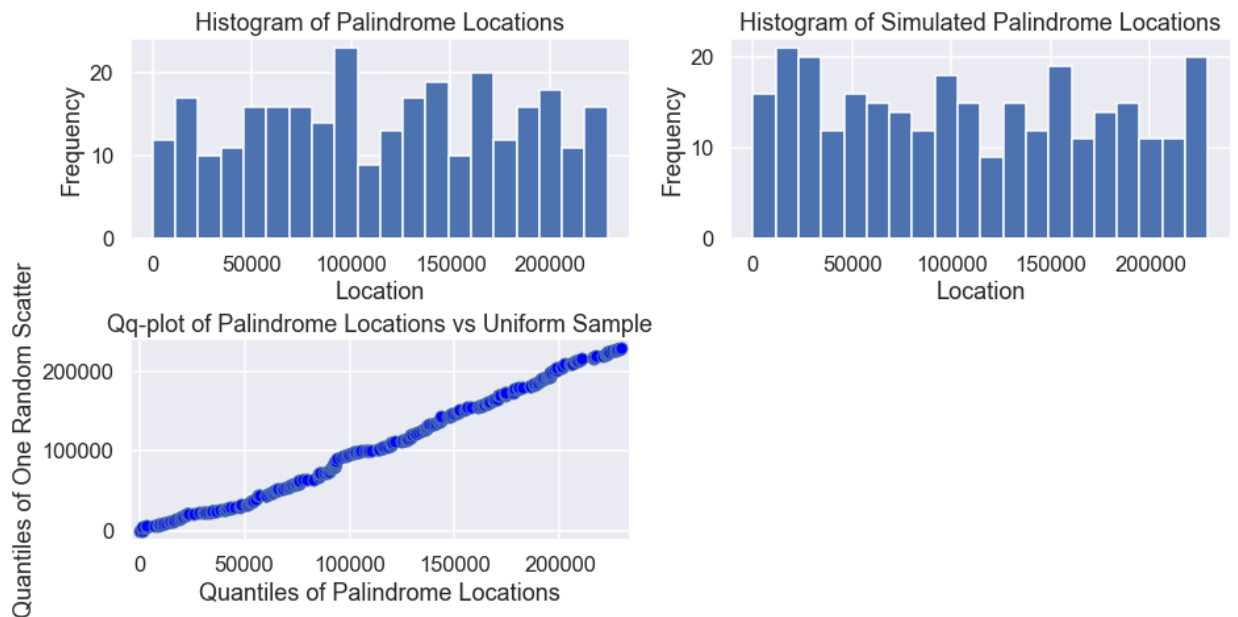 Histogram of Palindrome Locations
Frequency
20
10
0
0 50000 100000 150000 200000
Location
Histogram of Simulated Palindrome Locations
Frequency
20
10
0
0 50000 100000 150000 200000
Location
Qq-plot of Palindrome Locations vs Uniform Sample
Quantiles of One Random Scatter
200000
100000
0
0 50000 100000 150000 200000
Quantiles of Palindrome Locations